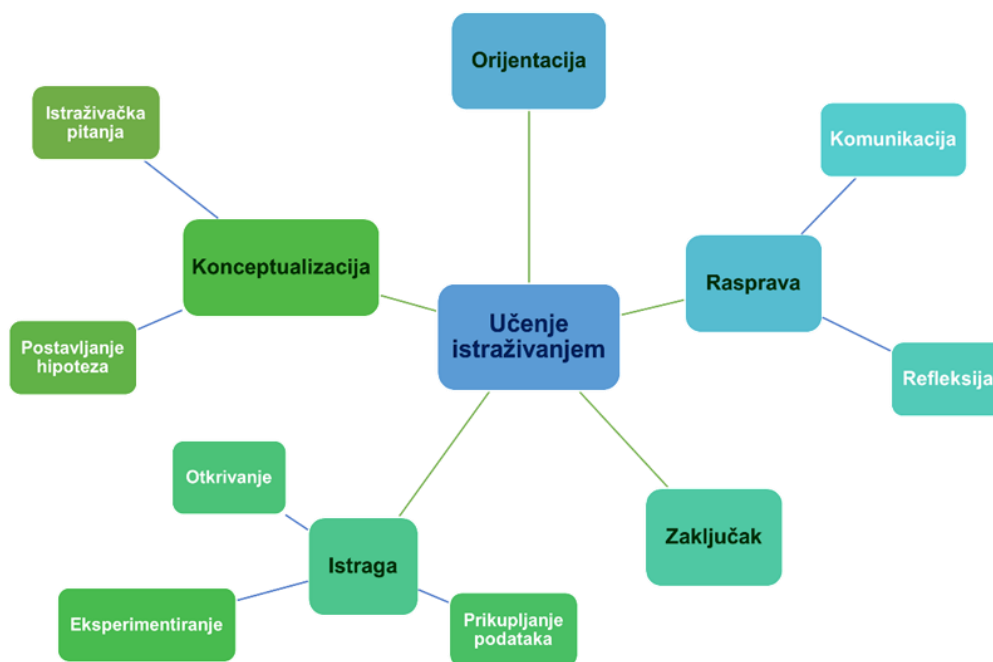 Orijentacija
Istraživačka
pitanja
Komunikacija
Konceptualizacija
Rasprava
Učenje
istraživanjem
Postavljanje
hipoteza
Refleksija
Otkrivanje
Zaključak
Istraga
Eksperimentiranje
Prikupljanje
podataka